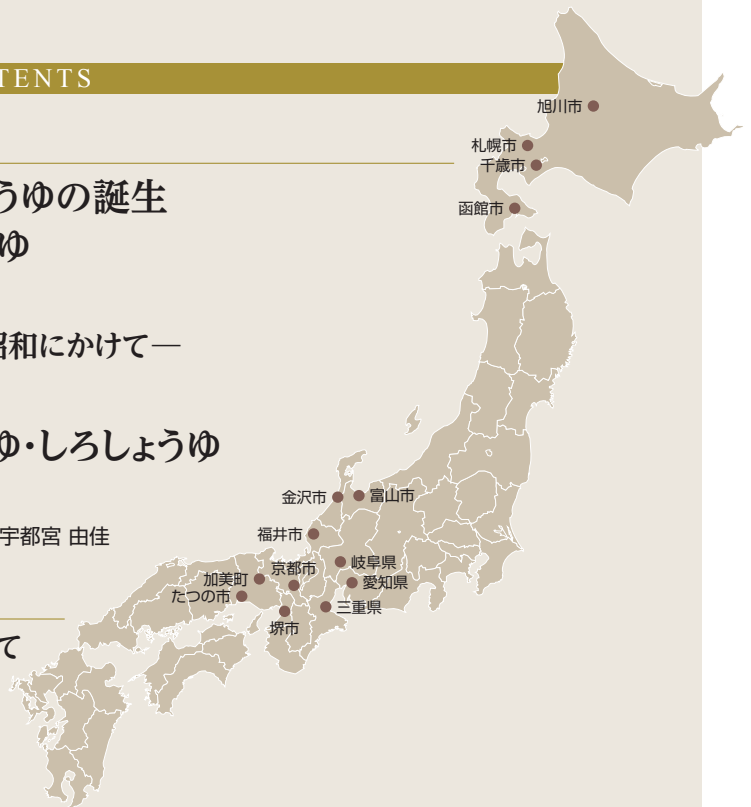 TENTS
うゆの誕生
ゆ
昭和にかけて―
ゆ・しろしょうゆ
宇都宮 由佳
て
旭川市
札幌市
千歳市
函館市
金沢市
富山市
福井市
岐阜県
京都市
加美町
愛知県
たつの市
三重県
堺市